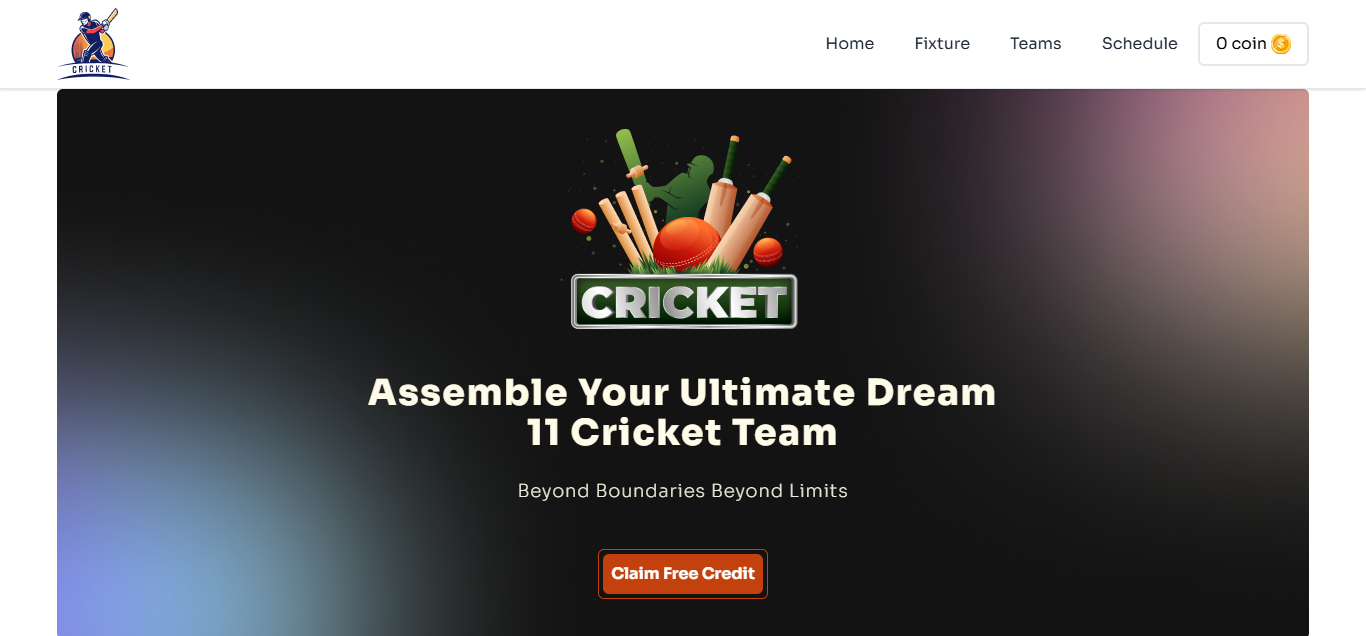 CRICKET
Home
Fixture
Teams
Schedule
0 coin
CRICKET
Assemble Your Ultimate Dream
11 Cricket Team
Beyond Boundaries Beyond Limits
Claim Free Credit